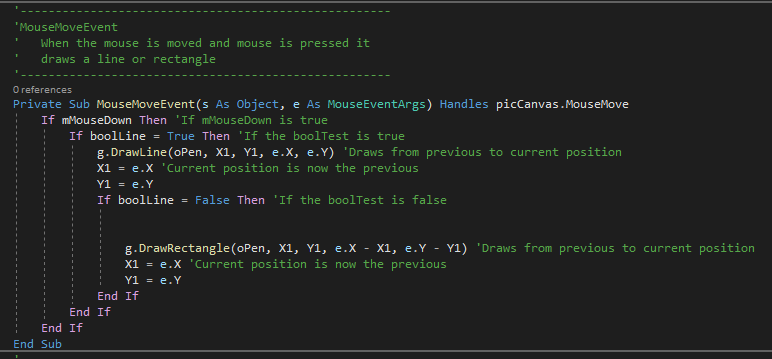 '-----------------------------------------------------
'MouseMoveEvent
'   When the mouse is moved and mouse is pressed it
'   draws a line or rectangle
'-----------------------------------------------------
0 references
Private Sub MouseMoveEvent(s As Object, e As MouseEventArgs) Handles picCanvas.MouseMove
    If mMouseDown Then 'If mMouseDown is true
        If boolLine = True Then 'If the boolTest is true
            g.DrawLine(oPen, X1, Y1, e.X, e.Y) 'Draws from previous to current position
            X1 = e.X 'Current position is now the previous
            Y1 = e.Y
            If boolLine = False Then 'If the boolTest is false
                g.DrawRectangle(oPen, X1, Y1, e.X - X1, e.Y - Y1) 'Draws from previous to current position
                X1 = e.X 'Current position is now the previous
                Y1 = e.Y
            End If
        End If
    End If
End Sub
'